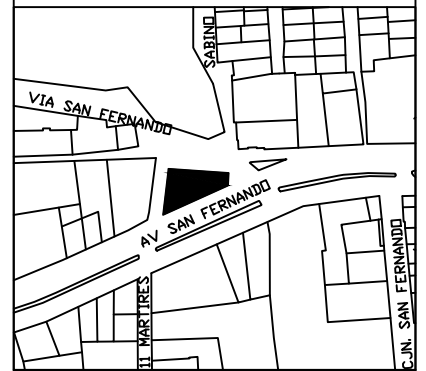 SABINO
VIA SAN FERNANDO
AV SAN FERNANDO
11 MARTIRES
CJN. SAN FERNANDO